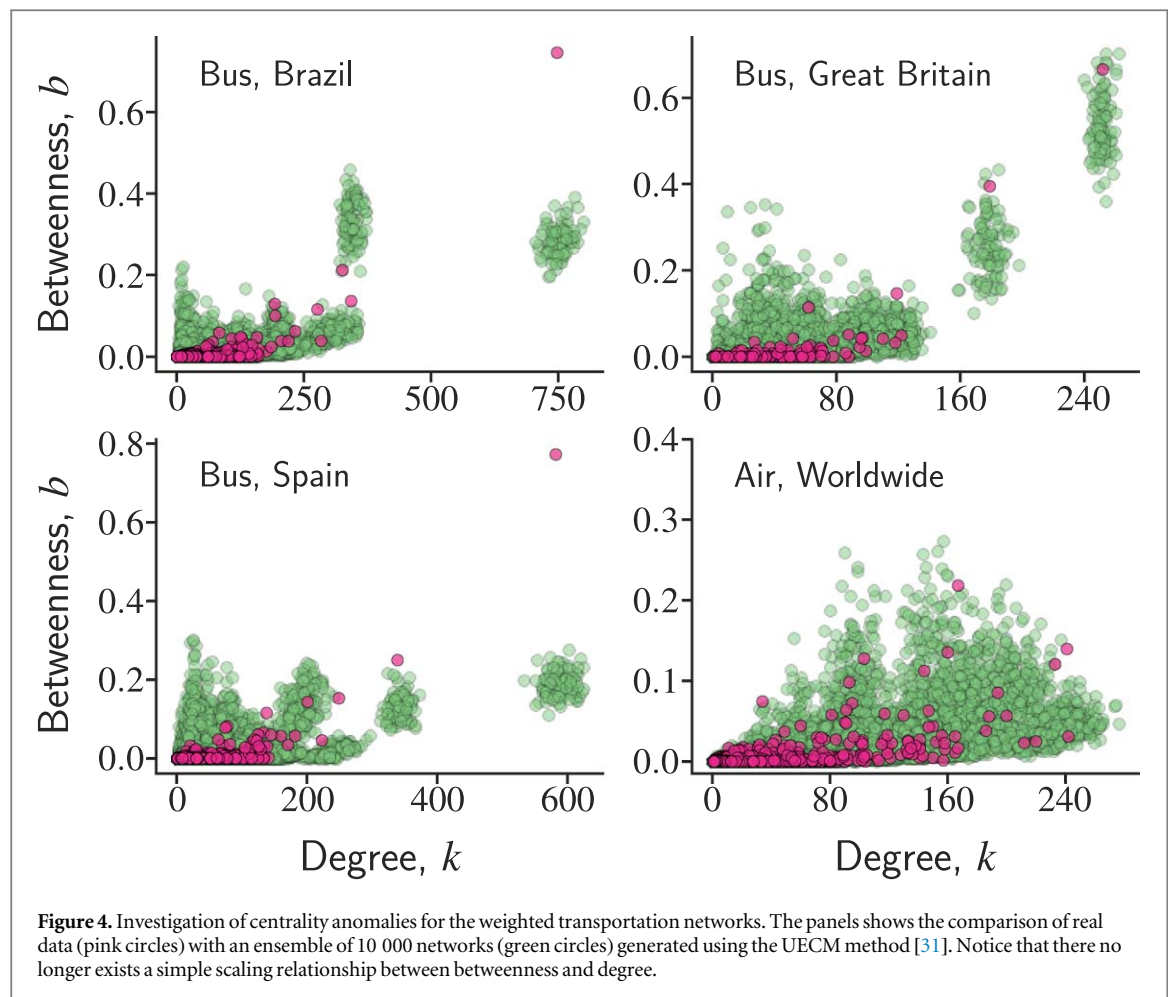 Betweenness, b
0.6
0.4
0.2
0.0
Bus, Brazil
0 250 500 750
0.6
0.4
0.2
0.0
Bus, Great Britain
0 80 160 240
Betweenness, b
0.8
0.6
0.4
0.2
0.0
Bus, Spain
0 200 400 600
Degree, k
0.4
0.3
0.2
0.1
0.0
Air, Worldwide
0 80 160 240
Degree, k
Figure 4. Investigation of centrality anomalies for the weighted transportation networks. The panels shows the comparison of real
data (pink circles) with an ensemble of 10 000 networks (green circles) generated using the UECM method [31]. Notice that there no
longer exists a simple scaling relationship between betweenness and degree.